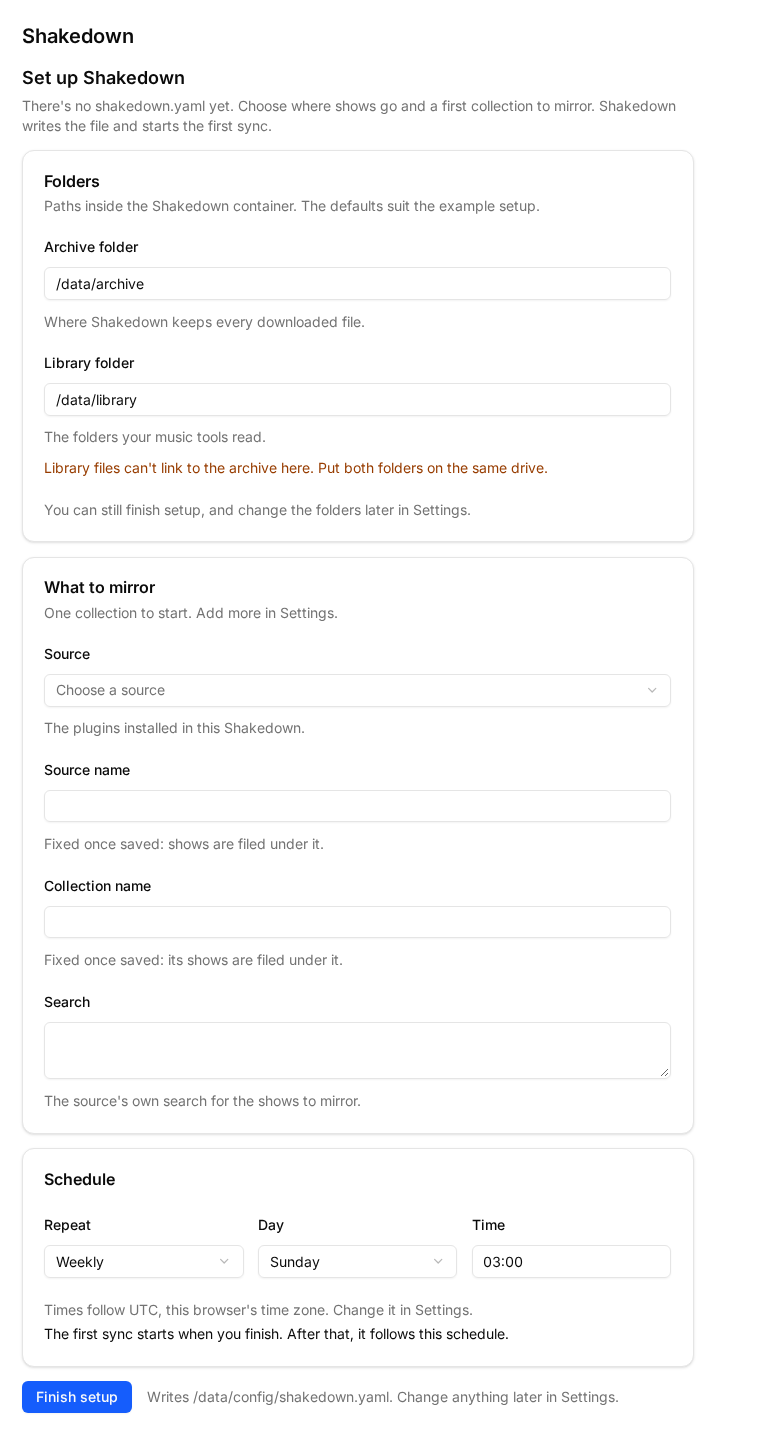 Shakedown
Set up Shakedown
There's no shakedown.yaml yet. Choose where shows go and a first collection to mirror. Shakedown
writes the file and starts the first sync.
Folders
Paths inside the Shakedown container. The defaults suit the example setup.
Archive folder
/data/archive
Where Shakedown keeps every downloaded file.
Library folder
/data/library
The folders your music tools read.
Library files can't link to the archive here. Put both folders on the same drive.
You can still finish setup, and change the folders later in Settings.
What to mirror
One collection to start. Add more in Settings.
Source
Choose a source
The plugins installed in this Shakedown.
Source name
Fixed once saved: shows are filed under it.
Collection name
Fixed once saved: its shows are filed under it.
Search
The source's own search for the shows to mirror.
Schedule
Repeat Day Time
Weekly Sunday 03:00
Times follow UTC, this browser's time zone. Change it in Settings.
The first sync starts when you finish. After that, it follows this schedule.
Finish setup Writes /data/config/shakedown.yaml. Change anything later in Settings.